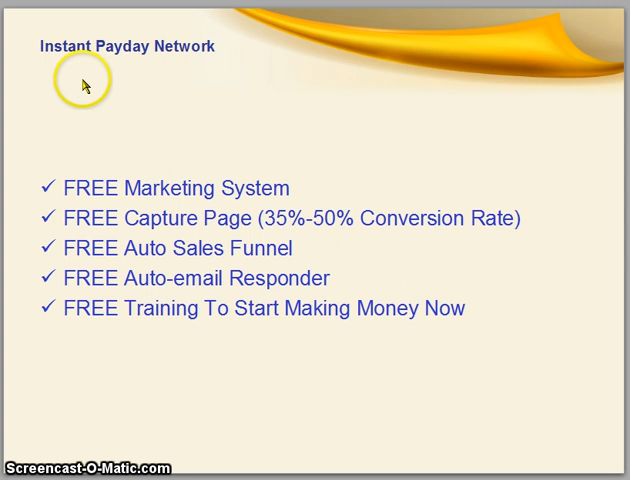 Instant Payday Network
✓ FREE Marketing System
✓ FREE Capture Page (35%-50% Conversion Rate)
✓ FREE Auto Sales Funnel
✓ FREE Auto-email Responder
✓ FREE Training To Start Making Money Now
Screencast-O-Matic.com